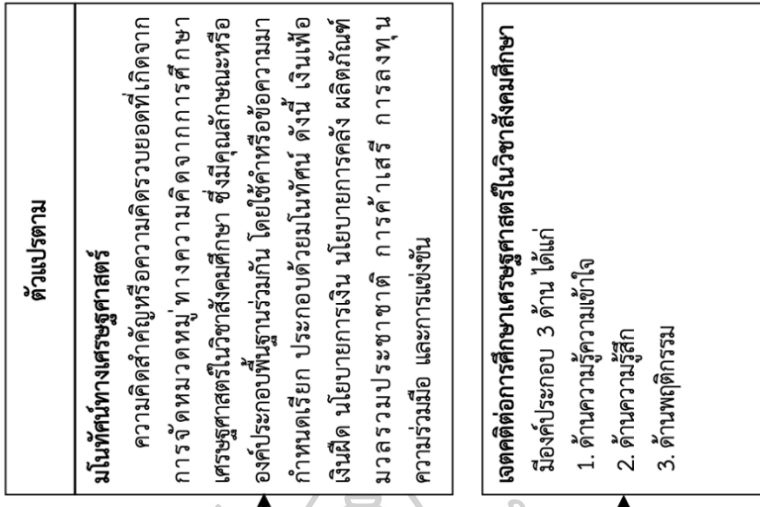 ตัวแปรตาม
มโนทัศน์ทางเศรษฐศาสตร์
ความคิดสำคัญหรือความคิดรวบยอดที่เกิดจาก
การจัดหมวดหมู่ทางความคิดจากการศึกษา
เศรษฐศาสตร์ในวิชาสังคมศึกษา ซึ่งมีคุณลักษณะหรือ
องค์ประกอบพื้นฐานร่วมกัน โดยใช้คำหรือข้อความมา
กำหนดเรียก ประกอบด้วยมโนทัศน์ ดังนี้ เงินเฟ้อ
เงินฝืด นโยบายการเงิน นโยบายการคลัง ผลิตภัณฑ์
มวลรวมประชาชาติ การค้าเสรี การลงทุน
ความร่วมมือ และการแข่งขัน
เจตคติต่อการศึกษาเศรษฐศาสตร์ในวิชาสังคมศึกษา
มีองค์ประกอบ 3 ด้าน ได้แก่
1. ด้านความรู้ความเข้าใจ
2. ด้านความรู้สึก
3. ด้านพฤติกรรม